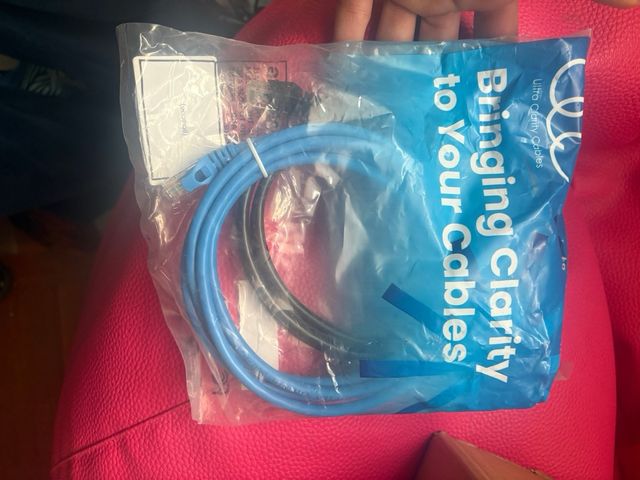 Ultra Clarity Cables
Bringing Clarity
to Your Cables